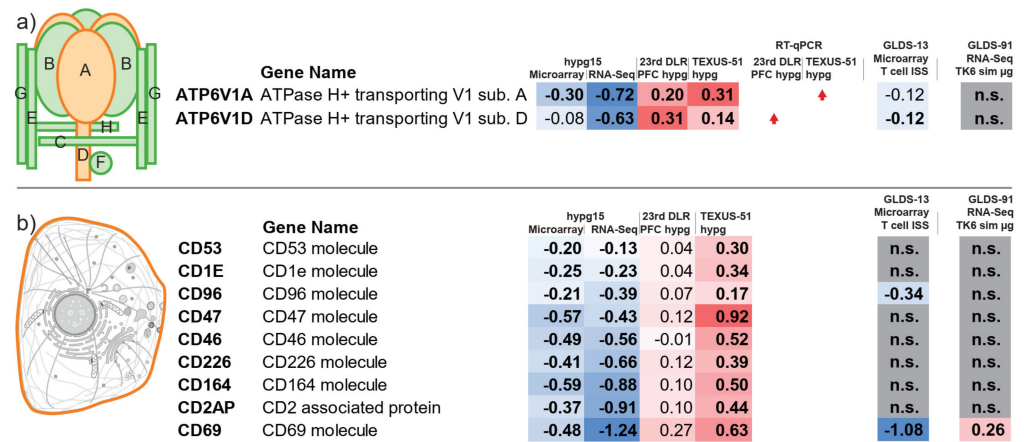 a)
B B
A
G G
E E
H
C
D F
RT-qPCR
hypg15 23rd DLR TEXUS-51 23rd DLR TEXUS-51 GLDS-13 GLDS-91
Microarray RNA-Seq PFC hypg hypg PFC hypg hypg Microarray RNA-Seq
T cell ISS TK6 sim µg
Gene Name
ATP6V1A ATPase H+ transporting V1 sub. A -0.30 -0.72 0.20 0.31 -0.12 n.s.
ATP6V1D ATPase H+ transporting V1 sub. D -0.08 -0.63 0.31 0.14 -0.12 n.s.
b)
Gene Name
hypg15 23rd DLR TEXUS-51 GLDS-13 GLDS-91
Microarray RNA-Seq PFC hypg hypg Microarray RNA-Seq
T cell ISS TK6 sim µg
CD53 CD53 molecule -0.20 -0.13 0.04 0.30 n.s. n.s.
CD1E CD1e molecule -0.25 -0.23 0.04 0.34 n.s. n.s.
CD96 CD96 molecule -0.21 -0.39 0.07 0.17 -0.34 n.s.
CD47 CD47 molecule -0.57 -0.43 0.12 0.92 n.s. n.s.
CD46 CD46 molecule -0.49 -0.56 -0.01 0.52 n.s. n.s.
CD226 CD226 molecule -0.41 -0.66 0.12 0.39 n.s. n.s.
CD164 CD164 molecule -0.59 -0.88 0.10 0.50 n.s. n.s.
CD2AP CD2 associated protein -0.37 -0.91 0.10 0.44 n.s. n.s.
CD69 CD69 molecule -0.48 -1.24 0.27 0.63 -1.08 0.26